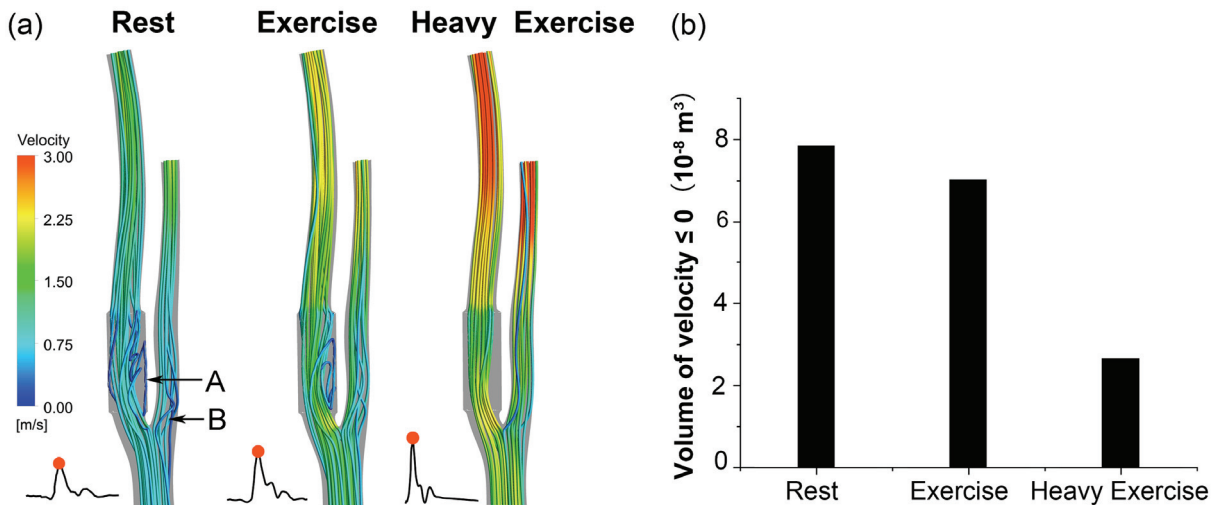 (a)
Rest
Exercise
Heavy Exercise
Velocity
3.00
2.25
1.50
0.75
0.00
[m/s]
A
B
(b)
Volume of velocity ≤ 0 (10⁻⁸ m³)
8
6
4
2
0
Rest
Exercise
Heavy Exercise